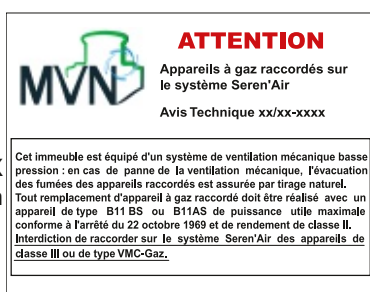 ATTENTION
MVN
Appareils à gaz raccordés sur
le système Seren'Air
Avis Technique xx/xx-xxxx
Cet immeuble est équipé d'un système de ventilation mécanique basse
pression : en cas de panne de la ventilation mécanique, l'évacuation
des fumées des appareils raccordés est assurée par tirage naturel.
Tout remplacement d'appareil à gaz raccordé doit être réalisé avec un
appareil de type B11 BS ou B11AS de puissance utile maximale
conforme à l'arrêté du 22 octobre 1969 et de rendement de classe II.
Interdiction de raccorder sur le système Seren'Air des appareils de
classe III ou de type VMC-Gaz.